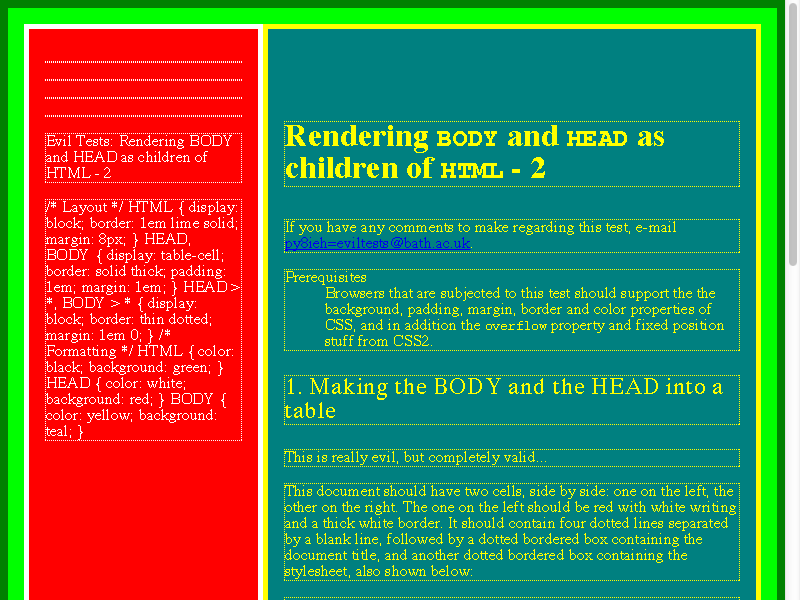 Evil Tests: Rendering BODY
and HEAD as children of
HTML - 2
/* Layout */ HTML { display:
block; border: 1em lime solid;
margin: 8px; } HEAD,
BODY { display: table-cell;
border: solid thick; padding:
1em; margin: 1em; } HEAD >
*, BODY > * { display:
block; border: thin dotted;
margin: 1em 0; } /*
Formatting */ HTML { color:
black; background: green; }
HEAD { color: white;
background: red; } BODY {
color: yellow; background:
teal; }
Rendering BODY and HEAD as
children of HTML - 2
If you have any comments to make regarding this test, e-mail
py8ieh=eviltests@bath.ac.uk.
Prerequisites
Browsers that are subjected to this test should support the the
background, padding, margin, border and color properties of
CSS, and in addition the overflow property and fixed position
stuff from CSS2.
1. Making the BODY and the HEAD into a
table
This is really evil, but completely valid...
This document should have two cells, side by side: one on the left, the
other on the right. The one on the left should be red with white writing
and a thick white border. It should contain four dotted lines separated
by a blank line, followed by a dotted bordered box containing the
document title, and another dotted bordered box containing the
stylesheet, also shown below: